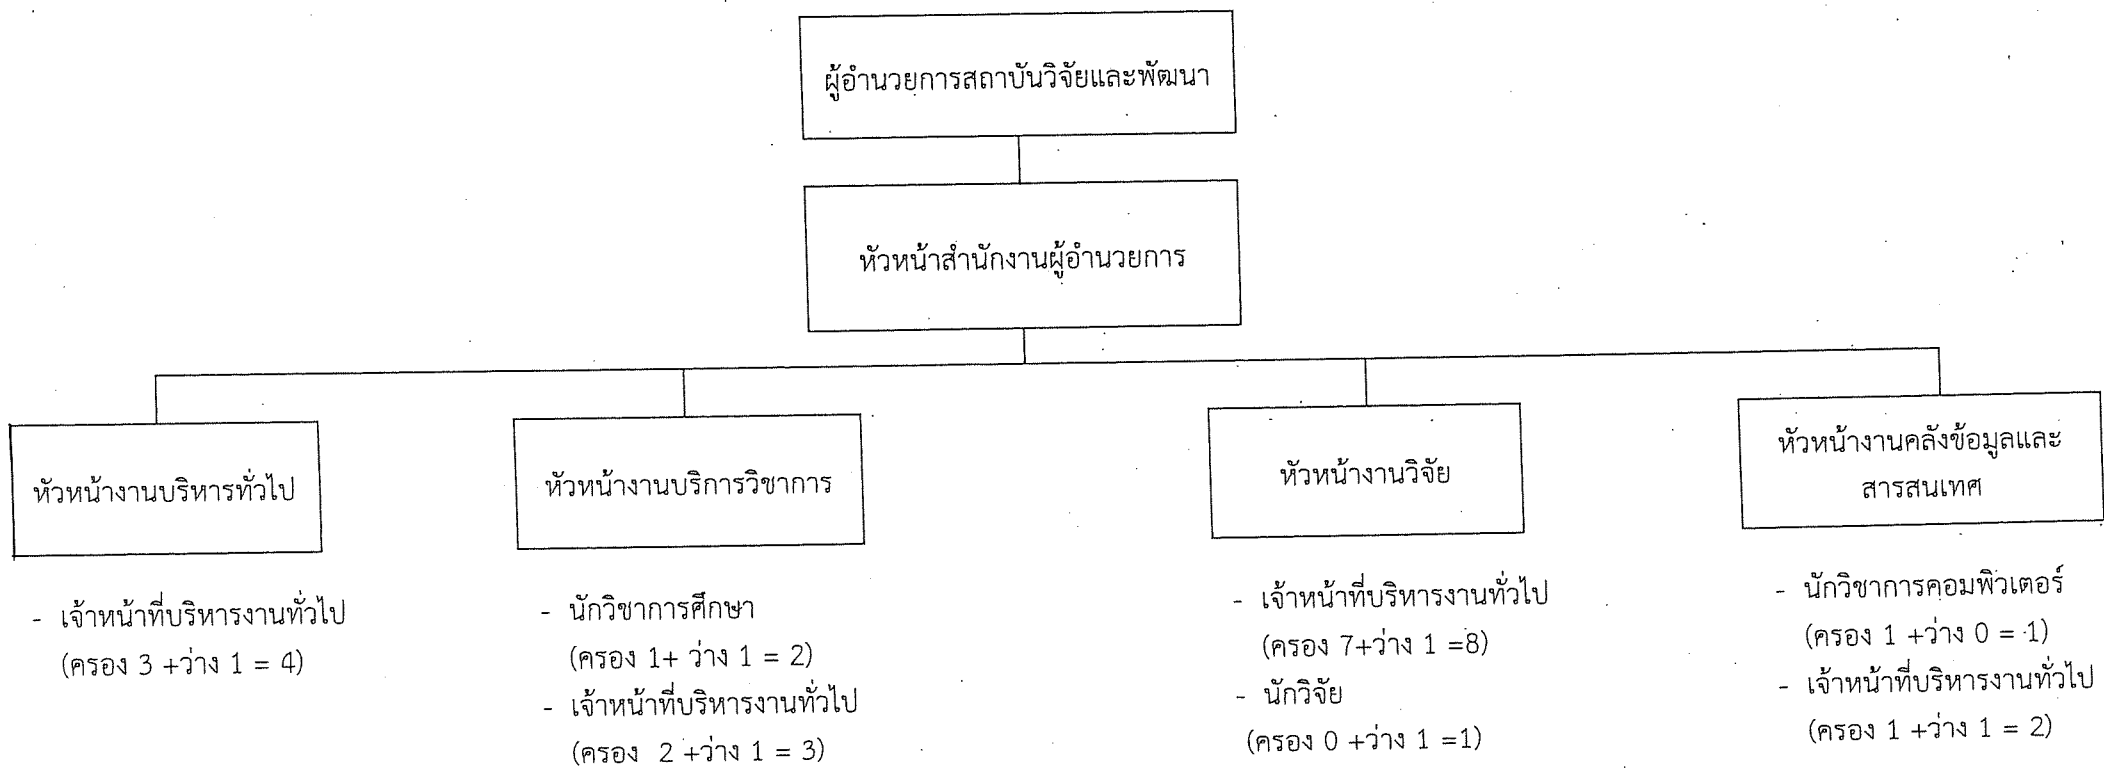 ผู้อำนวยการสถาบันวิจัยและพัฒนา
หัวหน้าสำนักงานผู้อำนวยการ
หัวหน้างานบริหารทั่วไป
- เจ้าหน้าที่บริหารงานทั่วไป
(ครอง 3 +ว่าง 1 = 4)
หัวหน้างานบริการวิชาการ
- นักวิชาการศึกษา
(ครอง 1+ ว่าง 1 = 2)
- เจ้าหน้าที่บริหารงานทั่วไป
(ครอง 2 +ว่าง 1 = 3)
หัวหน้างานวิจัย
- เจ้าหน้าที่บริหารงานทั่วไป
(ครอง 7+ว่าง 1 =8)
- นักวิจัย
(ครอง 0 +ว่าง 1 =1)
หัวหน้างานคลังข้อมูลและ
สารสนเทศ
- นักวิชาการคอมพิวเตอร์
(ครอง 1 +ว่าง 0 = 1)
- เจ้าหน้าที่บริหารงานทั่วไป
(ครอง 1 +ว่าง 1 = 2)